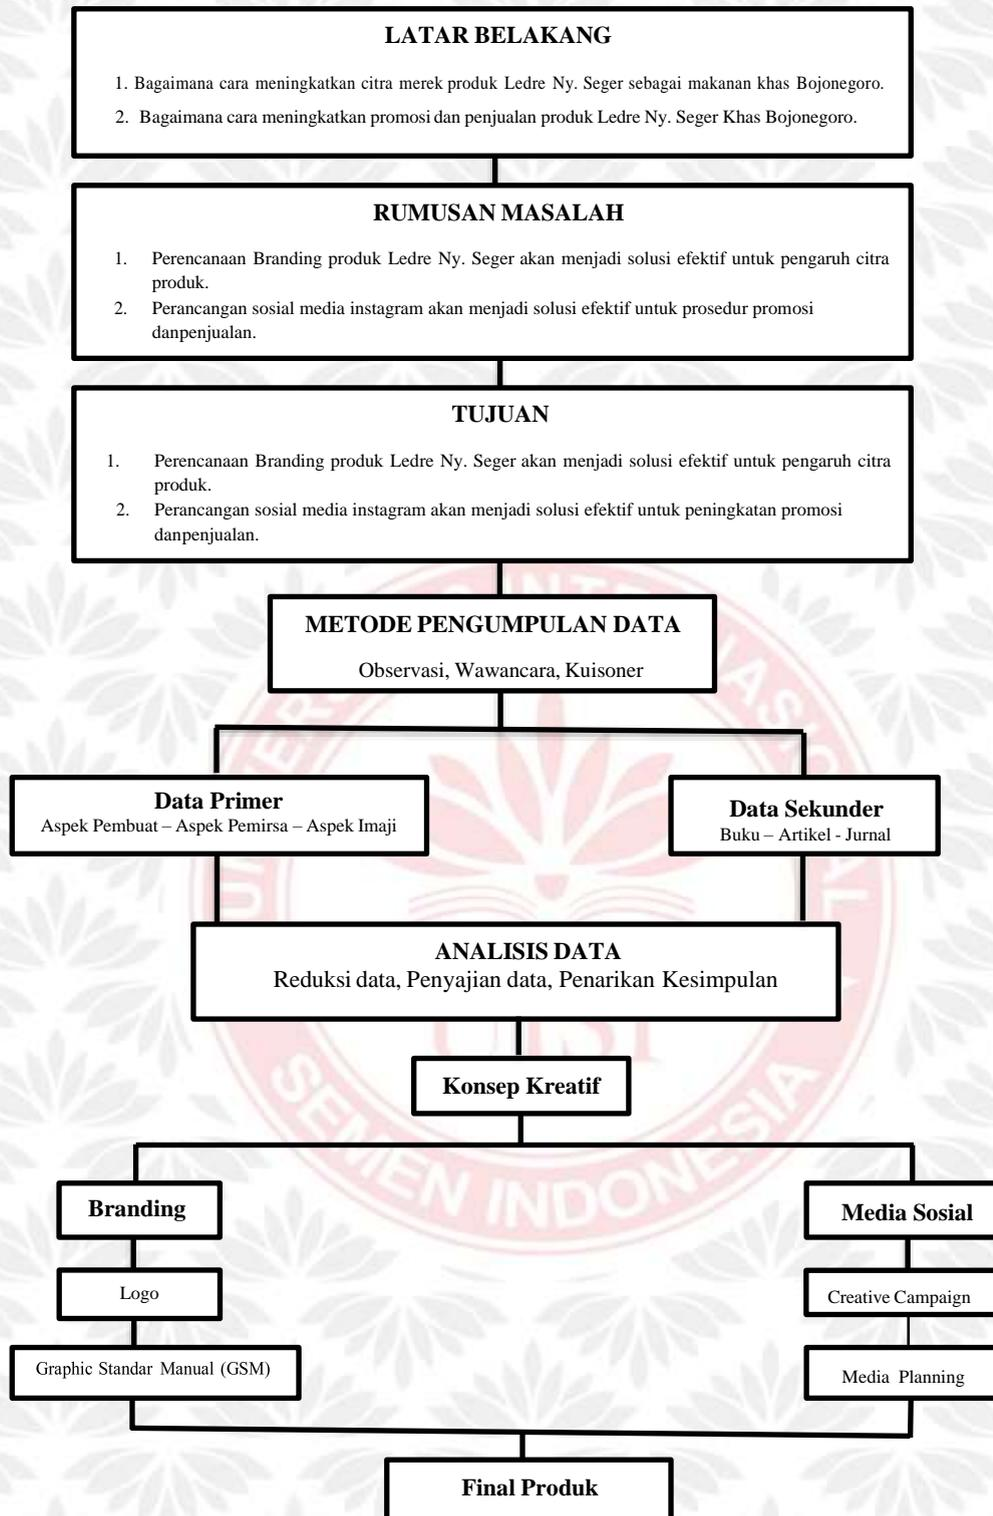 LATAR BELAKANG
1. Bagaimana cara meningkatkan citra merek produk Ledre Ny. Seger sebagai makanan khas Bojonegoro.
2. Bagaimana cara meningkatkan promosi dan penjualan produk Ledre Ny. Seger Khas Bojonegoro.
RUMUSAN MASALAH
1. Perencanaan Branding produk Ledre Ny. Seger akan menjadi solusi efektif untuk pengaruh citra
produk.
2. Perancangan sosial media instagram akan menjadi solusi efektif untuk prosedur promosi
danpenjualan.
TUJUAN
1. Perencanaan Branding produk Ledre Ny. Seger akan menjadi solusi efektif untuk pengaruh citra
produk.
2. Perancangan sosial media instagram akan menjadi solusi efektif untuk peningkatan promosi
danpenjualan.
METODE PENGUMPULAN DATA
Observasi, Wawancara, Kuisoner
Data Primer
Aspek Pembuat – Aspek Pemirsa – Aspek Imaji
Data Sekunder
Buku – Artikel - Jurnal
ANALISIS DATA
Reduksi data, Penyajian data, Penarikan Kesimpulan
UISI
Konsep Kreatif
SEMEN INDONESIA
Branding
Logo
Graphic Standar Manual (GSM)
Media Sosial
Creative Campaign
Media Planning
Final Produk